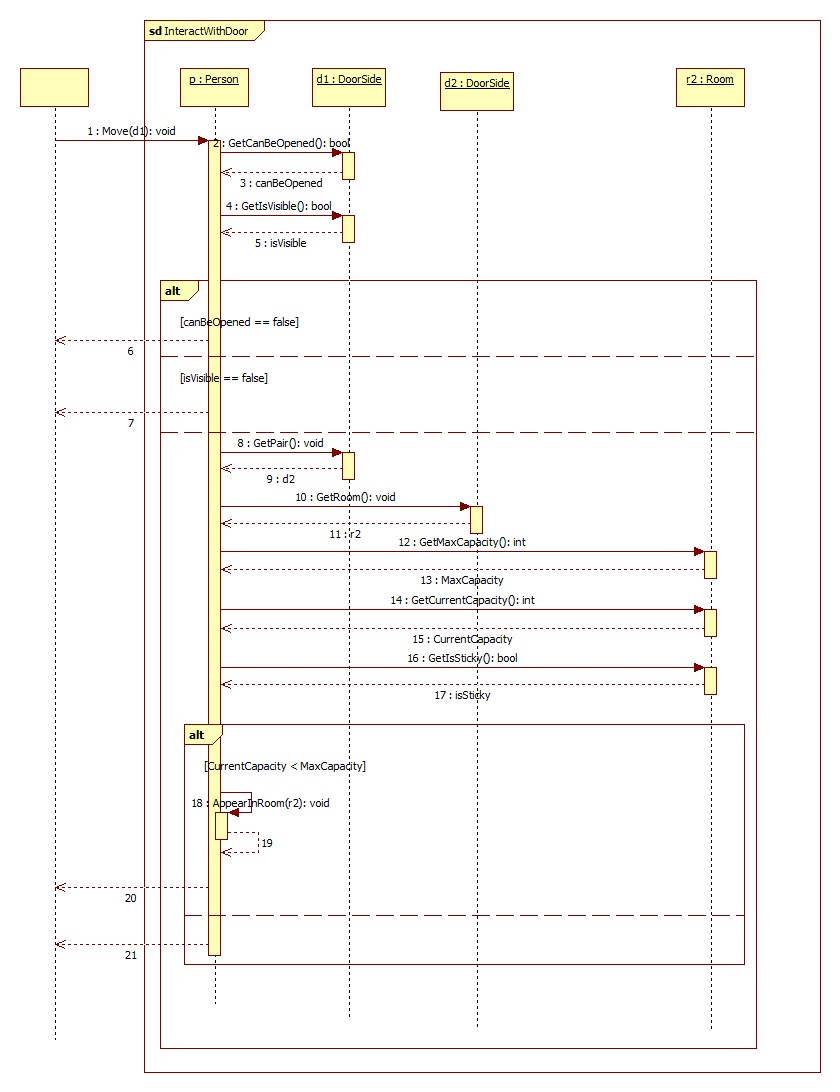 sd InteractWithDoor
p : Person
d1 : DoorSide
d2 : DoorSide
r2 : Room
1 : Move(d1): void
2 : GetCanBeOpened(): bool
3 : canBeOpened
4 : GetIsVisible(): bool
5 : isVisible
alt
[canBeOpened == false]
6
[isVisible == false]
7
8 : GetPair(): void
9 : d2
10 : GetRoom(): void
11 : r2
12 : GetMaxCapacity(): int
13 : MaxCapacity
14 : GetCurrentCapacity(): int
15 : CurrentCapacity
16 : GetIsSticky(): bool
17 : isSticky
alt
[CurrentCapacity < MaxCapacity]
18 : AppearInRoom(r2): void
19
20
21